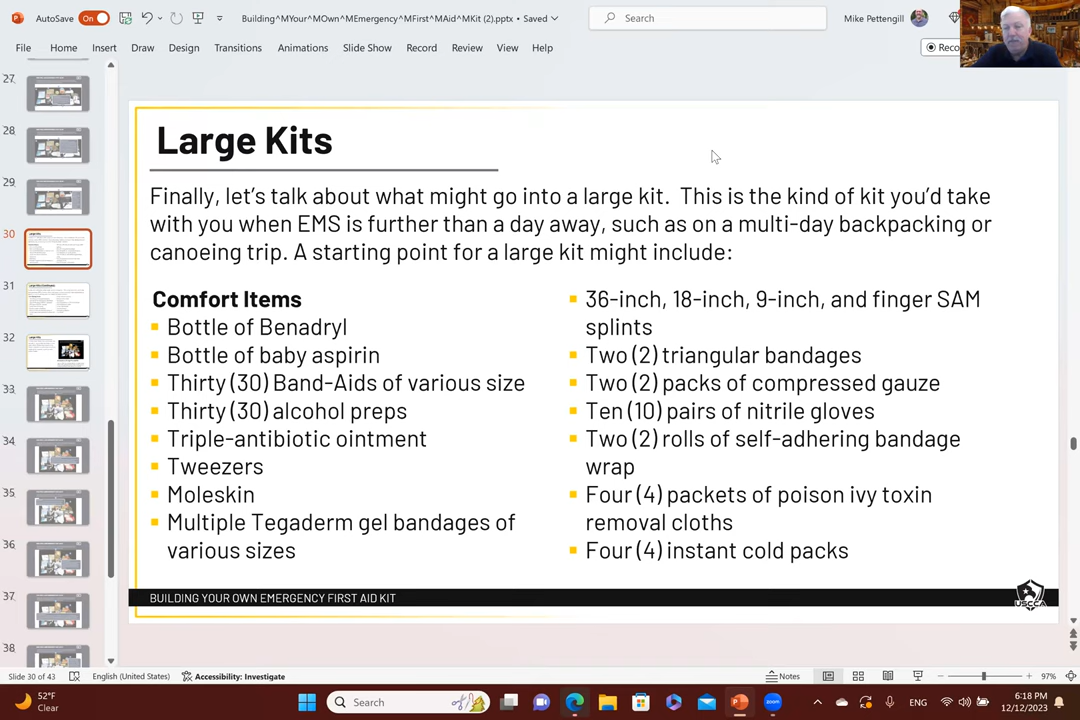 AutoSave On Building^MYour^MOwn^MEmergency^MFirst^MAid^MKit (2).pptx • Saved Search Mike Pettengill
File Home Insert Draw Design Transitions Animations Slide Show Record Review View Help Reco
27
28
29
30
31
32
33
34
35
36
37
38
Large Kits
Finally, let's talk about what might go into a large kit. This is the kind of kit you'd take
with you when EMS is further than a day away, such as on a multi-day backpacking or
canoeing trip. A starting point for a large kit might include:
Comfort Items
Bottle of Benadryl
Bottle of baby aspirin
Thirty (30) Band-Aids of various size
Thirty (30) alcohol preps
Triple-antibiotic ointment
Tweezers
Moleskin
Multiple Tegaderm gel bandages of
various sizes
36-inch, 18-inch, 9-inch, and finger SAM
splints
Two (2) triangular bandages
Two (2) packs of compressed gauze
Ten (10) pairs of nitrile gloves
Two (2) rolls of self-adhering bandage
wrap
Four (4) packets of poison ivy toxin
removal cloths
Four (4) instant cold packs
BUILDING YOUR OWN EMERGENCY FIRST AID KIT
USCCA
Slide 30 of 43 English (United States) Accessibility: Investigate Notes 97%
52°F
Clear
Search
zoom
ENG
6:18 PM
12/12/2023